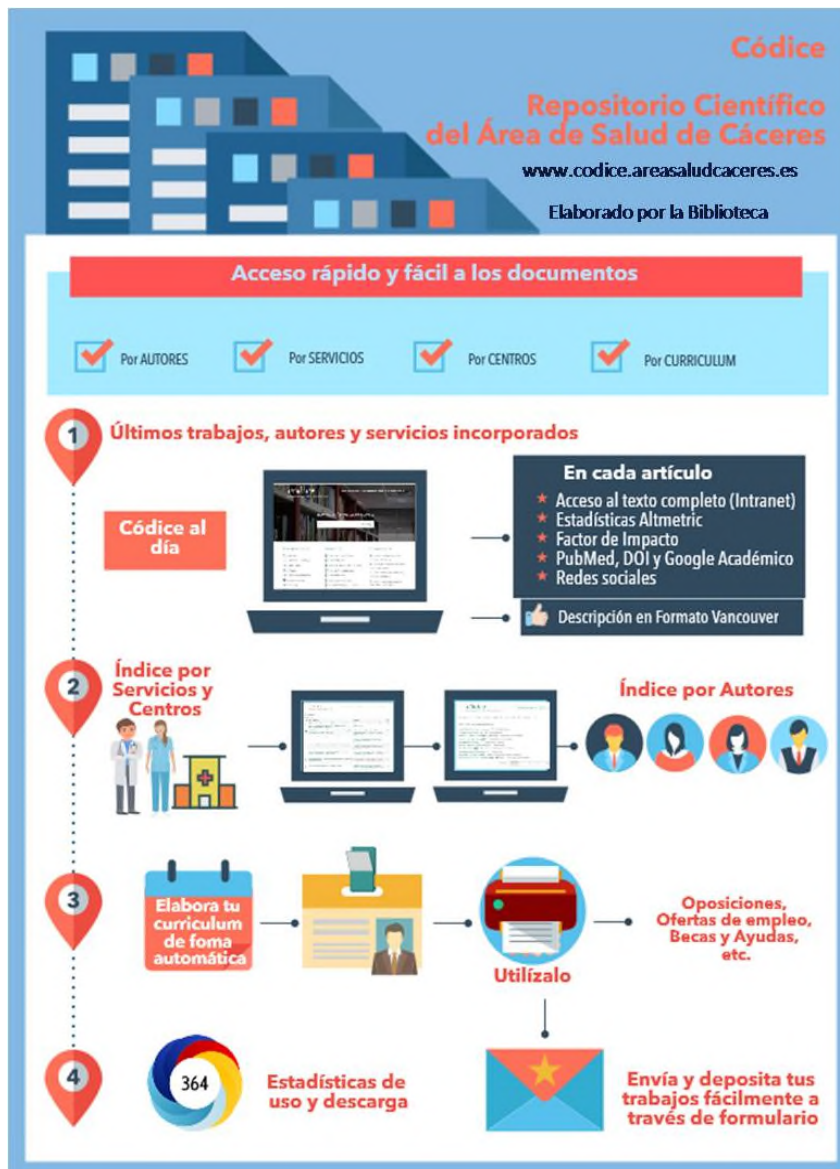 Códice
Repositorio Científico
del Área de Salud de Cáceres
www.codice.areasaludcaceres.es
Elaborado por la Biblioteca
Acceso rápido y fácil a los documentos
Por AUTORES
Por SERVICIOS
Por CENTROS
Por CURRICULUM
1
Últimos trabajos, autores y servicios incorporados
Códice al
día
En cada artículo
Acceso al texto completo (Intranet)
Estadísticas Altmetric
Factor de Impacto
PubMed, DOI y Google Académico
Redes sociales
Descripción en Formato Vancouver
2
Índice por
Servicios y
Centros
Índice por Autores
3
Elabora tu
curriculum
de foma
automática
Utilízalo
Oposiciones,
Ofertas de empleo,
Becas y Ayudas,
etc.
4
364
Estadísticas de
uso y descarga
Envía y deposita tus
trabajos fácilmente a
través de formulario